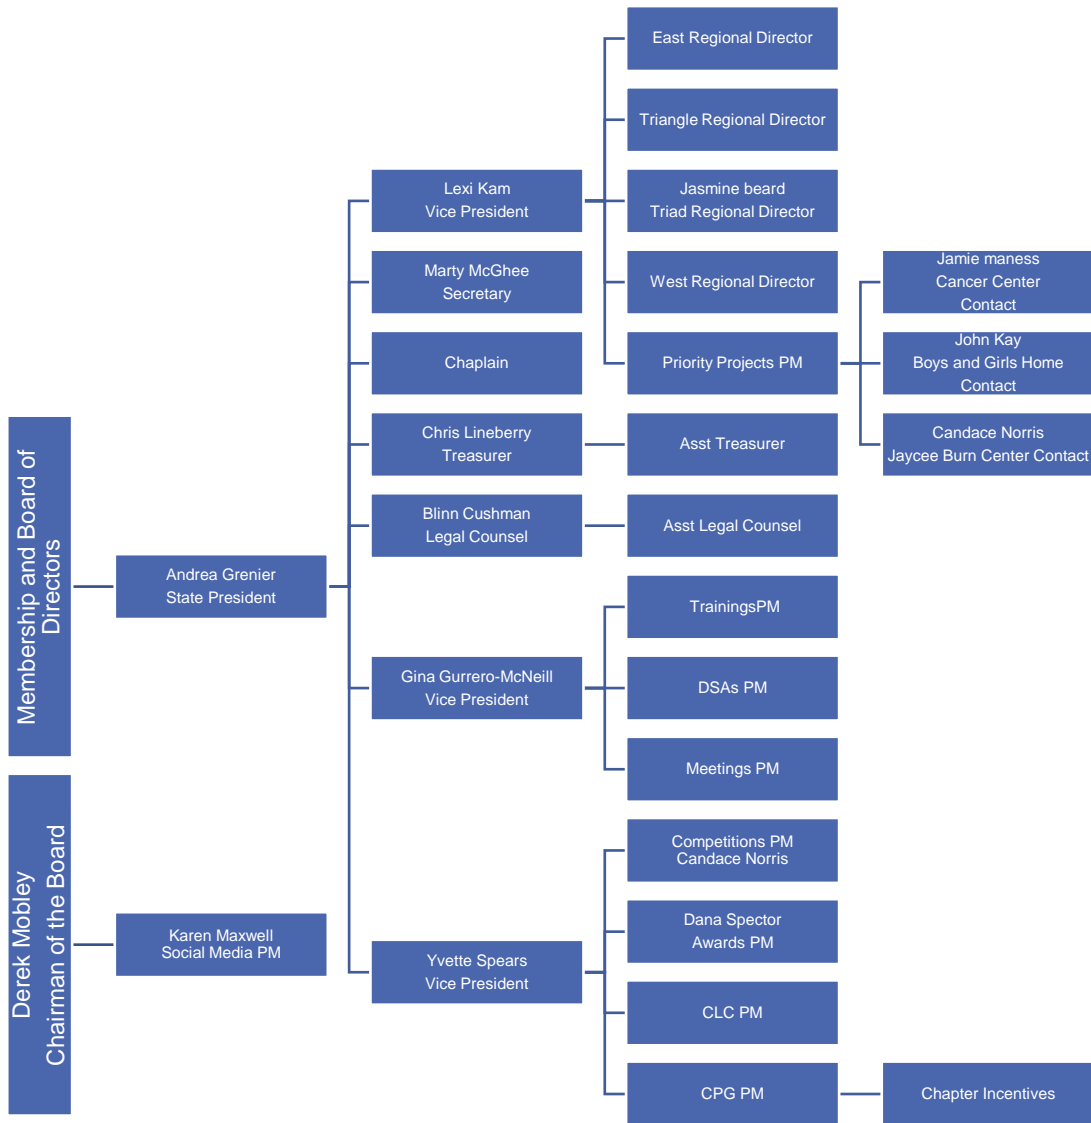 Membership and Board of
Directors
Andrea Grenier
State President
Lexi Kam
Vice President
East Regional Director
Triangle Regional Director
Jasmine beard
Triad Regional Director
West Regional Director
Priority Projects PM
Jamie maness
Cancer Center
Contact
John Kay
Boys and Girls Home
Contact
Candace Norris
Jaycee Burn Center Contact
Marty McGhee
Secretary
Chaplain
Chris Lineberry
Treasurer
Asst Treasurer
Blinn Cushman
Legal Counsel
Asst Legal Counsel
Gina Gurrero-McNeill
Vice President
TrainingsPM
DSAs PM
Meetings PM
Yvette Spears
Vice President
Competitions PM
Candace Norris
Dana Spector
Awards PM
CLC PM
CPG PM
Chapter Incentives
Derek Mobley
Chairman of the Board
Karen Maxwell
Social Media PM